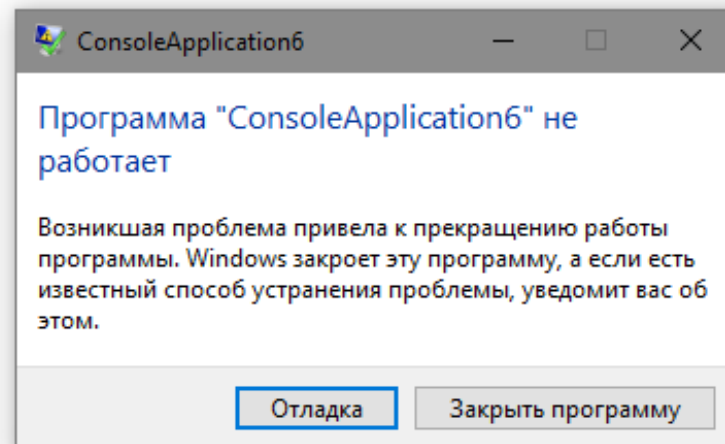 ConsoleApplication6
Программа "ConsoleApplication6" не
работает
Возникшая проблема привела к прекращению работы
программы. Windows закроет эту программу, а если есть
известный способ устранения проблемы, уведомит вас об
этом.
Отладка
Закрыть программу